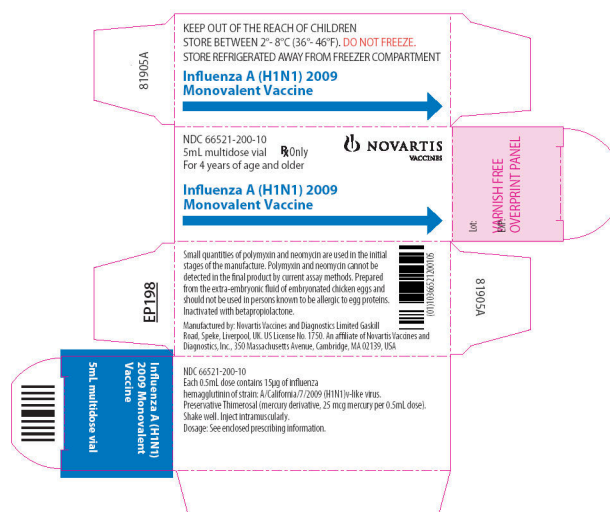 KEEP OUT OF THE REACH OF CHILDREN
STORE BETWEEN 2°- 8°C (36°- 46°F). DO NOT FREEZE.
STORE REFRIGERATED AWAY FROM FREEZER COMPARTMENT
Influenza A (H1N1) 2009
Monovalent Vaccine
81905A
NDC 66521-200-10
5mL multidose vial ℞ Only
For 4 years of age and older
NOVARTIS
VACCINES
Influenza A (H1N1) 2009
Monovalent Vaccine
VARNISH FREE
OVERPRINT PANEL
Lot:
Exp:
Small quantities of polymyxin and neomycin are used in the initial
stages of the manufacture. Polymyxin and neomycin cannot be
detected in the final product by current assay methods. Prepared
from the extra-embryonic fluid of embryonated chicken eggs and
should not be used in persons known to be allergic to egg proteins.
Inactivated with betapropiolactone.
Manufactured by: Novartis Vaccines and Diagnostics Limited Gaskill
Road, Speke, Liverpool, UK. US License No. 1750. An affiliate of Novartis Vaccines and
Diagnostics, Inc., 350 Massachusetts Avenue, Cambridge, MA 02139, USA
(01)10366521200105
EP198
81905A
Influenza A (H1N1)
2009 Monovalent
Vaccine
5mL multidose vial
NDC 66521-200-10
Each 0.5mL dose contains 15µg of influenza
hemagglutinin of strain: A/California/7/2009 (H1N1)v-like virus.
Preservative Thimerosal (mercury derivative, 25 mcg mercury per 0.5mL dose).
Shake well. Inject intramuscularly.
Dosage: See enclosed prescribing information.